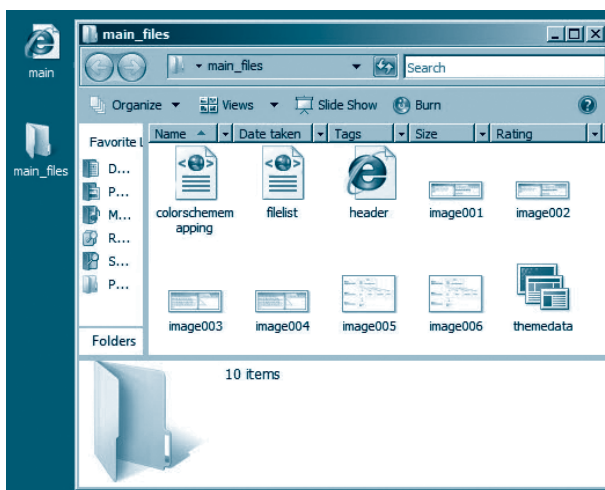 main
main_files
main_files
main_files
Search
Organize
Views
Slide Show
Burn
Favorite L
Name
Date taken
Tags
Size
Rating
D...
P...
M...
R...
S...
P...
Folders
colorschemem
apping
filelist
header
image001
image002
image003
image004
image005
image006
themedata
10 items